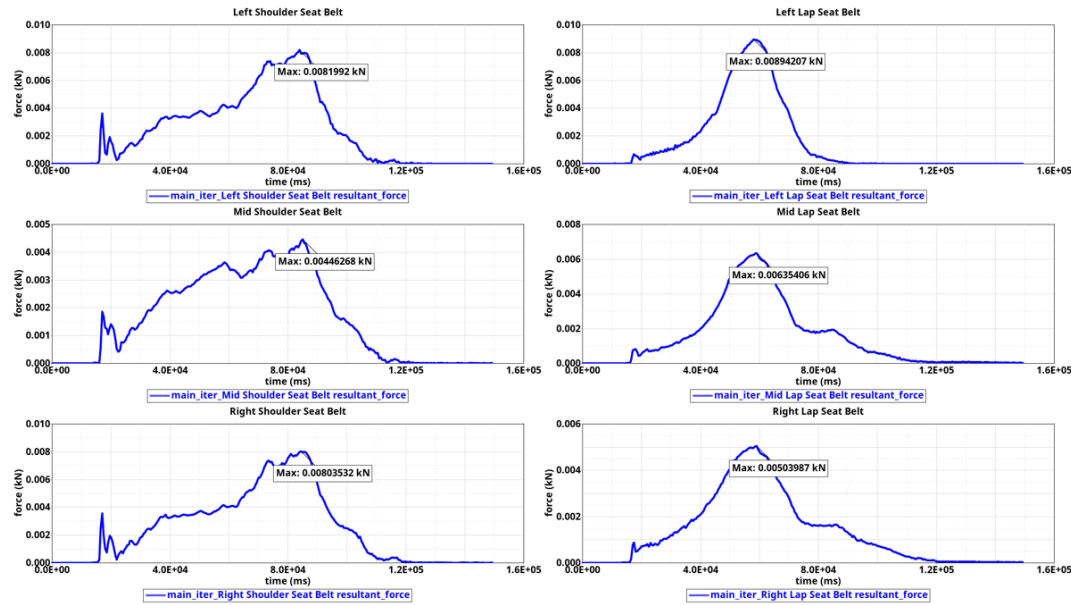 Left Shoulder Seat Belt
0.010
0.008
0.006
0.004
0.002
0.000
force (kN)
Max: 0.0081992 kN
0.0E+00 4.0E+04 8.0E+04 1.2E+05 1.6E+05
time (ms)
main_iter_Left Shoulder Seat Belt resultant_force
Left Lap Seat Belt
0.010
0.008
0.006
0.004
0.002
0.000
force (kN)
Max: 0.00894207 kN
0.0E+00 4.0E+04 8.0E+04 1.2E+05 1.6E+05
time (ms)
main_iter_Left Lap Seat Belt resultant_force
Mid Shoulder Seat Belt
0.005
0.004
0.003
0.002
0.001
0.000
force (kN)
Max: 0.00446268 kN
0.0E+00 4.0E+04 8.0E+04 1.2E+05 1.6E+05
time (ms)
main_iter_Mid Shoulder Seat Belt resultant_force
Mid Lap Seat Belt
0.008
0.006
0.004
0.002
0.000
force (kN)
Max: 0.00635406 kN
0.0E+00 4.0E+04 8.0E+04 1.2E+05 1.6E+05
time (ms)
main_iter_Mid Lap Seat Belt resultant_force
Right Shoulder Seat Belt
0.010
0.008
0.006
0.004
0.002
0.000
force (kN)
Max: 0.00803532 kN
0.0E+00 4.0E+04 8.0E+04 1.2E+05 1.6E+05
time (ms)
main_iter_Right Shoulder Seat Belt resultant_force
Right Lap Seat Belt
0.006
0.004
0.002
0.000
force (kN)
Max: 0.00503987 kN
0.0E+00 4.0E+04 8.0E+04 1.2E+05 1.6E+05
time (ms)
main_iter_Right Lap Seat Belt resultant_force